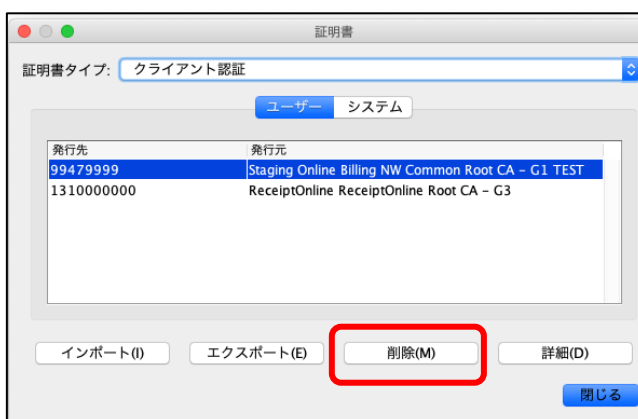 証明書
証明書タイプ: クライアント認証
ユーザー システム
発行先 発行元
99479999 Staging Online Billing NW Common Root CA – G1 TEST
1310000000 ReceiptOnline ReceiptOnline Root CA – G3
インポート(I) エクスポート(E) 削除(M) 詳細(D)
閉じる